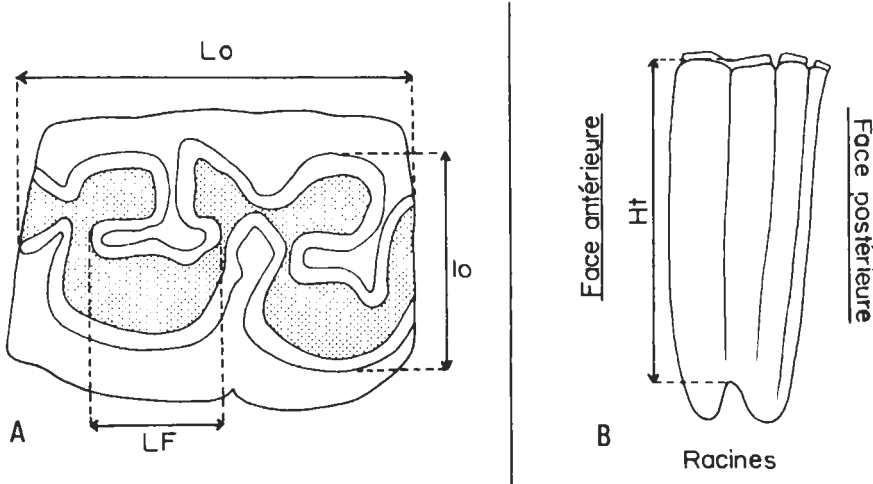 Lo
lo
LF
A
Face antérieure
Ht
Face postérieure
B
Racines